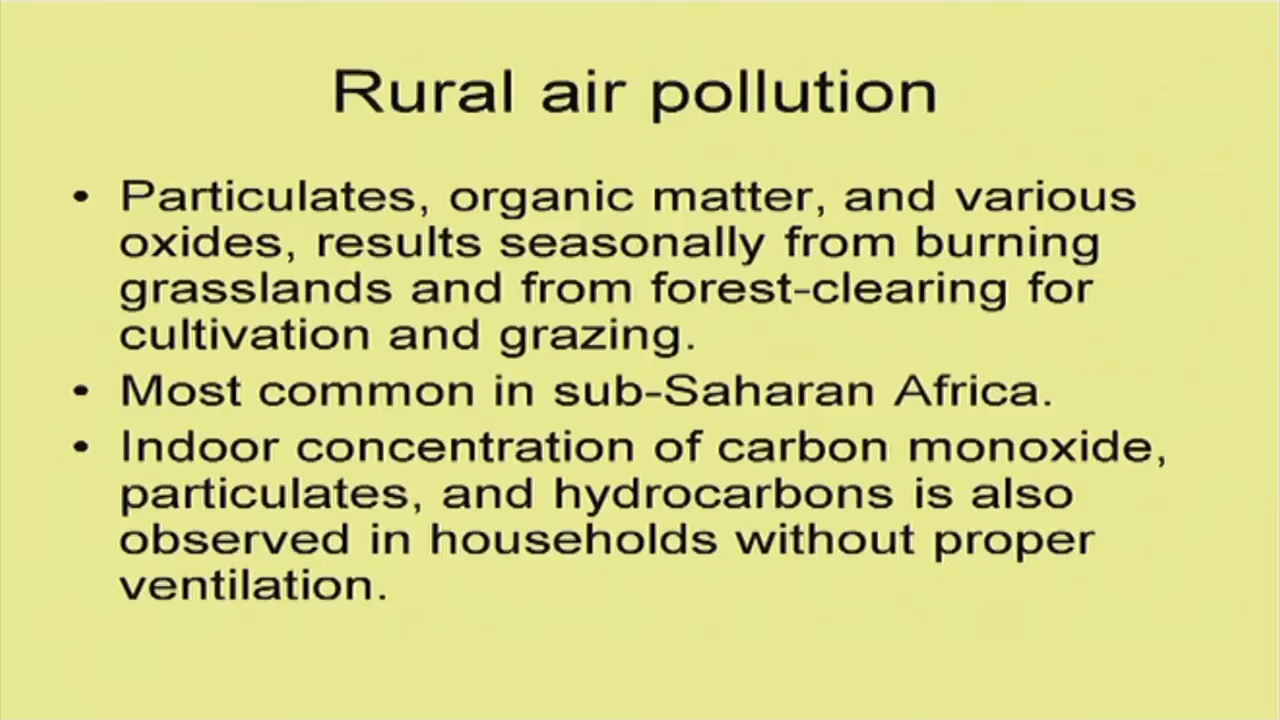 Rural air pollution
• Particulates, organic matter, and various
oxides, results seasonally from burning
grasslands and from forest-clearing for
cultivation and grazing.
• Most common in sub-Saharan Africa.
• Indoor concentration of carbon monoxide,
particulates, and hydrocarbons is also
observed in households without proper
ventilation.